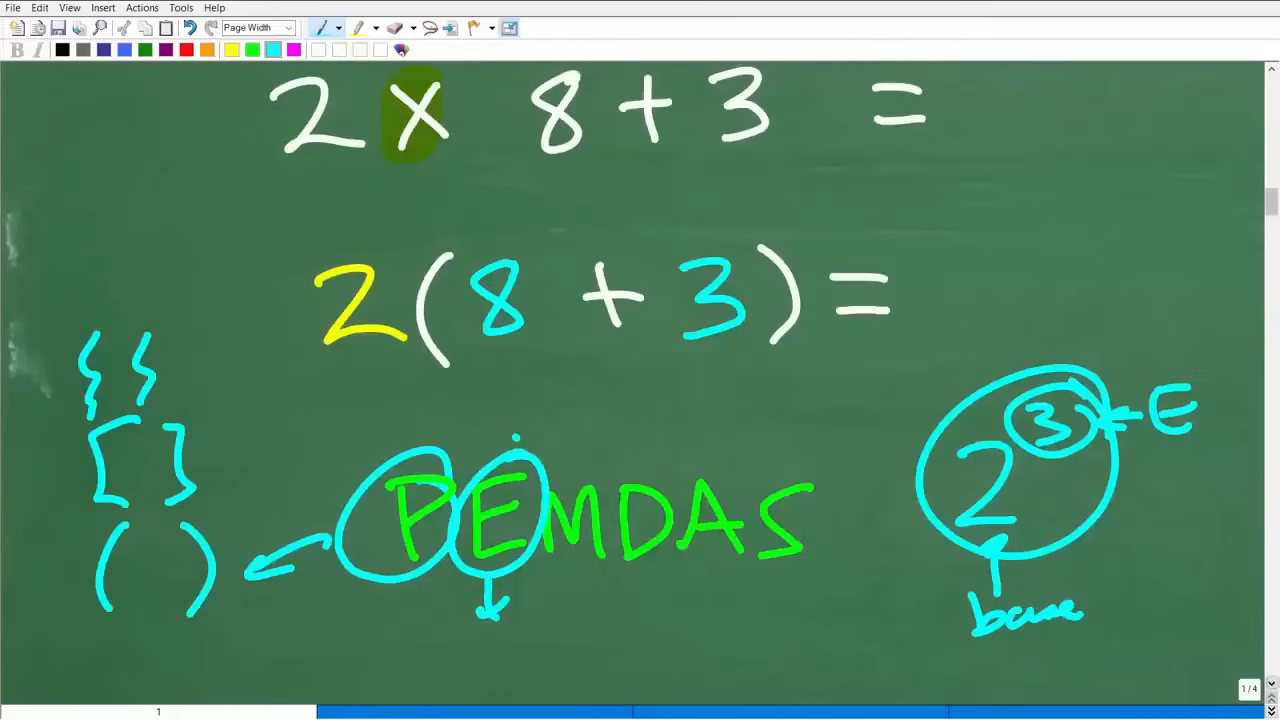 File Edit View Insert Actions Tools Help
Page Width
B I
2 x 8 + 3 =
2(8 + 3) =
{ }
[ ]
( )
PEMDAS
2³ ← E
base
1 / 4
1